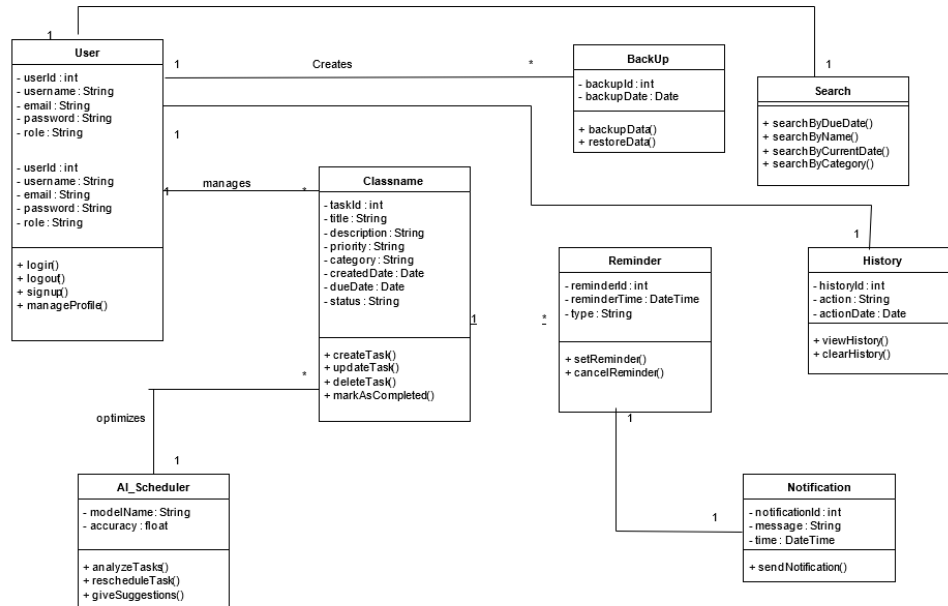 1
User
- userId : int
- username : String
- email : String
- password : String
- role : String
- userId : int
- username : String
- email : String
- password : String
- role : String
+ login()
+ logout()
+ signup()
+ manageProfile()
1
Creates
*
1
1
manages
*
BackUp
- backupId : int
- backupDate : Date
+ backupData()
+ restoreData()
1
Search
+ searchByDueDate()
+ searchByName()
+ searchByCurrentDate()
+ searchByCategory()
Classname
- taskId : int
- title : String
- description : String
- priority : String
- category : String
- createdDate : Date
- dueDate : Date
- status : String
+ createTask()
+ updateTask()
+ deleteTask()
+ markAsCompleted()
1
*
Reminder
- reminderId : int
- reminderTime : DateTime
- type : String
+ setReminder()
+ cancelReminder()
1
History
- historyId : int
- action : String
- actionDate : Date
+ viewHistory()
+ clearHistory()
*
optimizes
1
AI_Scheduler
- modelName: String
- accuracy : float
+ analyzeTasks()
+ rescheduleTask()
+ giveSuggestions()
1
1
Notification
- notificationId : int
- message : String
- time : DateTime
+ sendNotification()